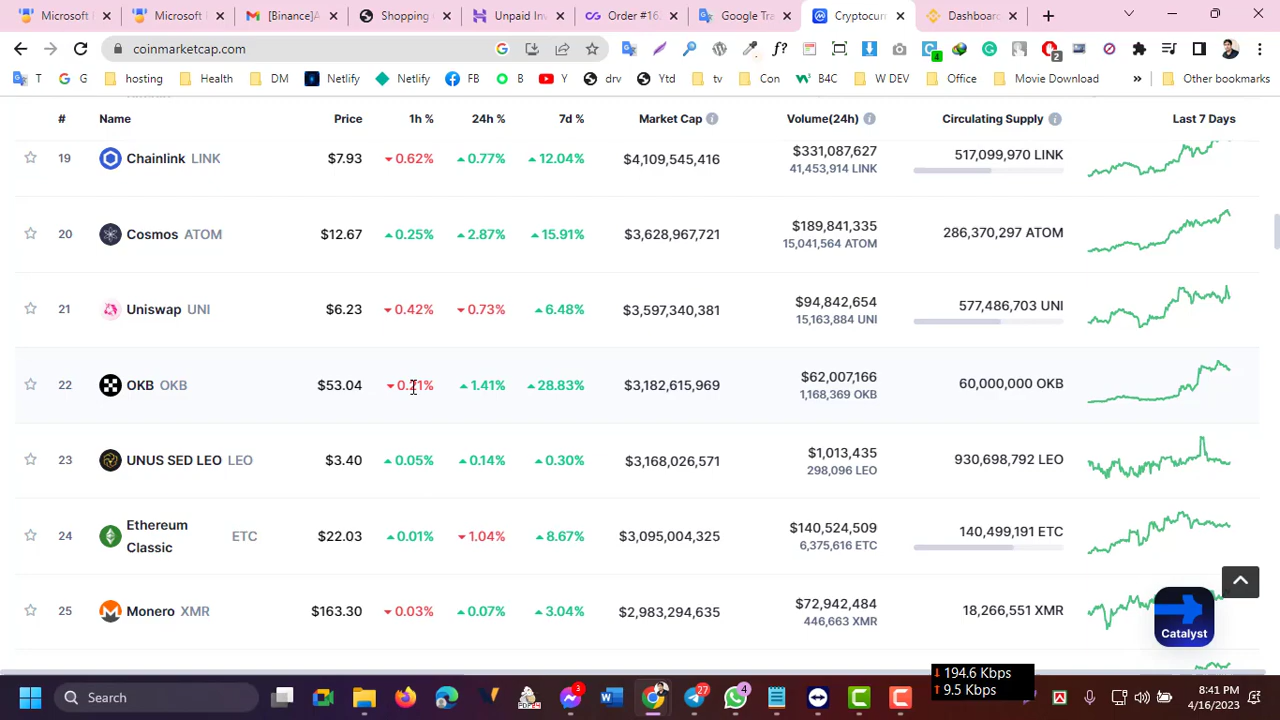 Microsoft
Microsoft
[Binance]A
Shopping
Unpaid Inv
Order #16
Google Tra
Cryptocurr
Dashboard
coinmarketcap.com
T
G
hosting
Health
DM
Netlify
Netlify
FB
B
Y
drv
Ytd
tv
Con
B4C
W DEV
Office
Movie Download
»
Other bookmarks
# Name Price 1h % 24h % 7d % Market Cap Volume(24h) Circulating Supply Last 7 Days
19 Chainlink LINK $7.93 0.62% 0.77% 12.04% $4,109,545,416 $331,087,627 517,099,970 LINK
41,453,914 LINK
20 Cosmos ATOM $12.67 0.25% 2.87% 15.91% $3,628,967,721 $189,841,335 286,370,297 ATOM
15,041,564 ATOM
21 Uniswap UNI $6.23 0.42% 0.73% 6.48% $3,597,340,381 $94,842,654 577,486,703 UNI
15,163,884 UNI
22 OKB OKB $53.04 1.41% 28.83% $3,182,615,969 $62,007,166 60,000,000 OKB
1,168,369 OKB
23 UNUS SED LEO LEO $3.40 0.05% 0.14% 0.30% $3,168,026,571 $1,013,435 930,698,792 LEO
298,096 LEO
24 Ethereum Classic ETC $22.03 0.01% 1.04% 8.67% $3,095,004,325 $140,524,509 140,499,191 ETC
6,375,616 ETC
25 Monero XMR $163.30 0.03% 0.07% 3.04% $2,983,294,635 $72,942,484 18,266,551 XMR
446,663 XMR
Catalyst
194.6 Kbps
9.5 Kbps
Search
3
27
4
8:41 PM
4/16/2023